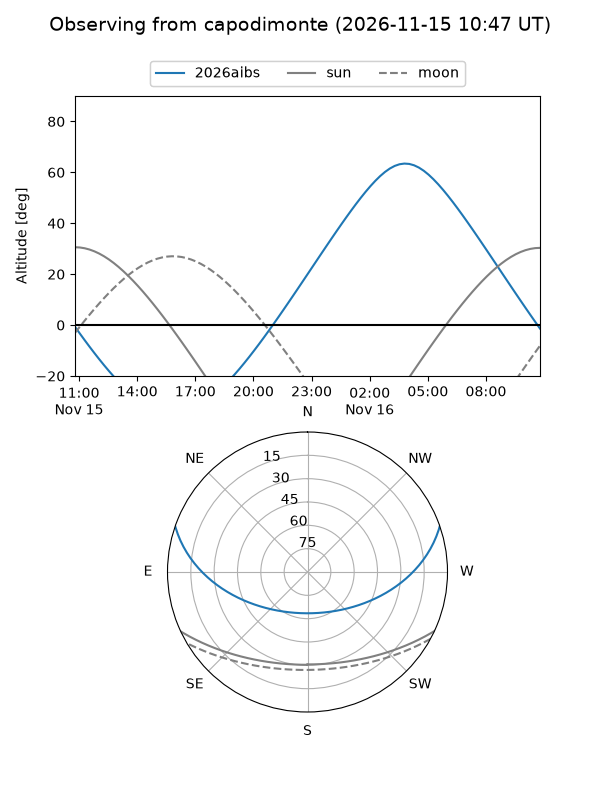 Observing from capodimonte (2026-11-15 10:47 UT)
2026aibs sun moon
Altitude [deg]
80
60
40
20
0
−20
11:00 14:00 17:00 20:00 23:00 02:00 05:00 08:00
Nov 15 Nov 16
N
NE NW
15
30
45
60
75
E W
SE SW
S